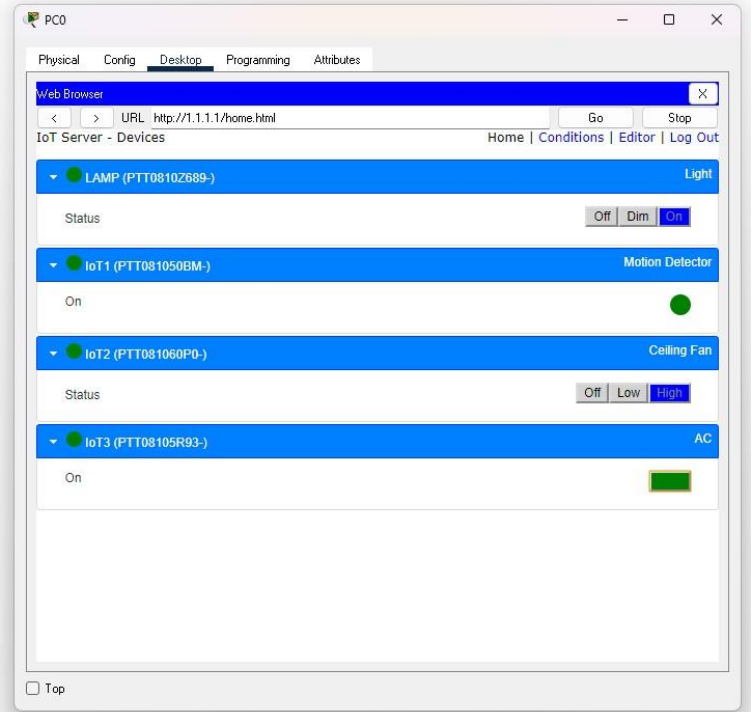 PC0
Physical Config Desktop Programming Attributes
Web Browser X
< > URL http://1.1.1.1/home.html Go Stop
IoT Server - Devices Home | Conditions | Editor | Log Out
LAMP (PTT0810Z689-) Light
Status Off Dim On
IoT1 (PTT081050BM-) Motion Detector
On
IoT2 (PTT081060P0-) Ceiling Fan
Status Off Low High
IoT3 (PTT08105R93-) AC
On
Top